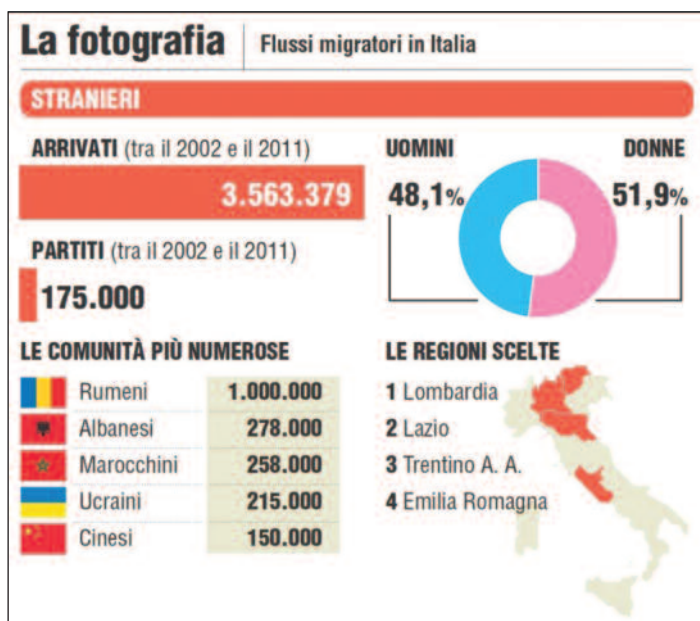 La fotografia
Flussi migratori in Italia
STRANIERI
ARRIVATI (tra il 2002 e il 2011)
3.563.379
PARTITI (tra il 2002 e il 2011)
175.000
UOMINI
DONNE
48,1%
51,9%
LE COMUNITÀ PIÙ NUMEROSE
Rumeni 1.000.000
Albanesi 278.000
Marocchini 258.000
Ucraini 215.000
Cinesi 150.000
LE REGIONI SCELTE
1 Lombardia
2 Lazio
3 Trentino A. A.
4 Emilia Romagna